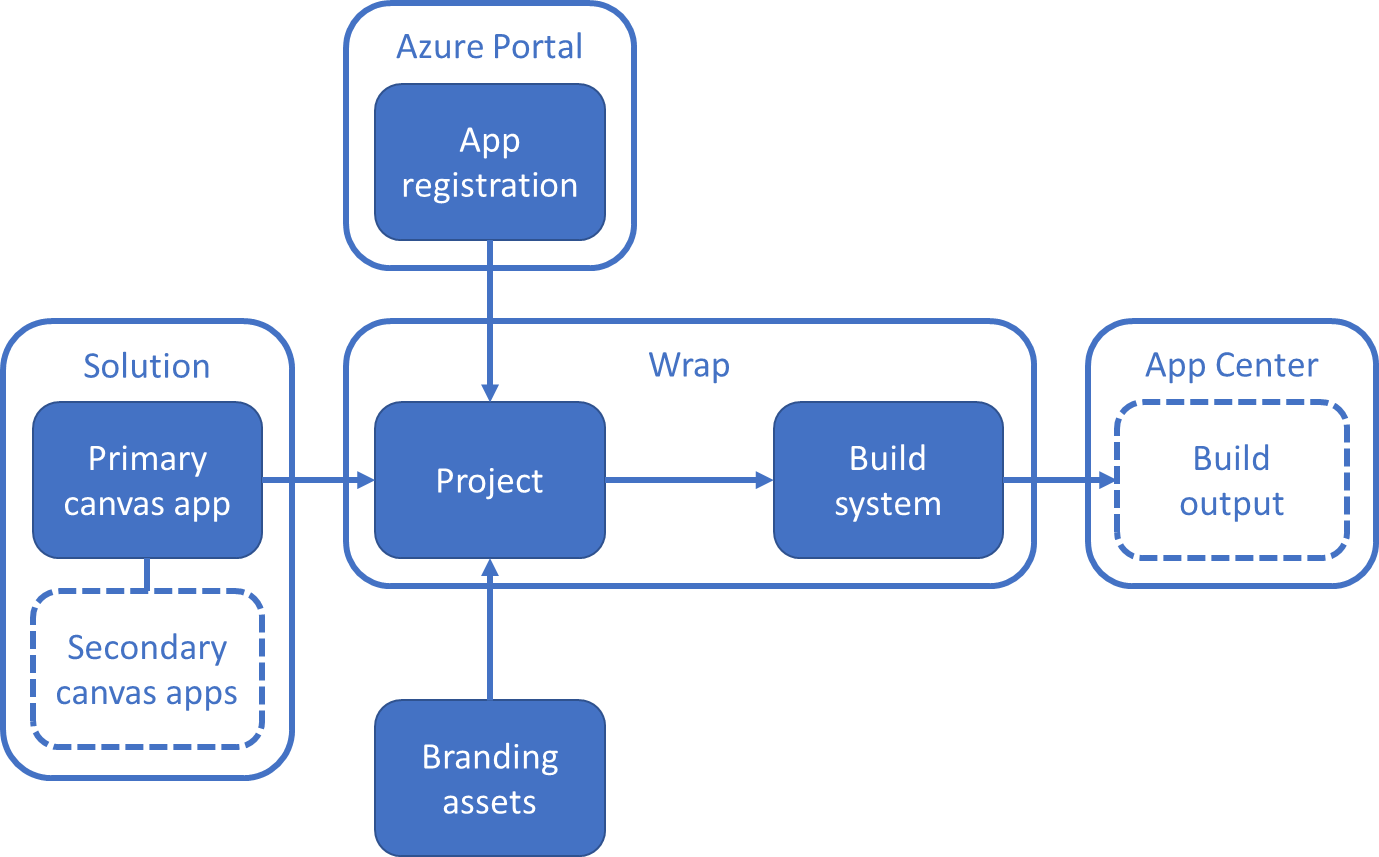 Azure Portal
App
registration
Solution
Primary
canvas app
Secondary
canvas apps
Wrap
Project
Build
system
App Center
Build
output
Branding
assets